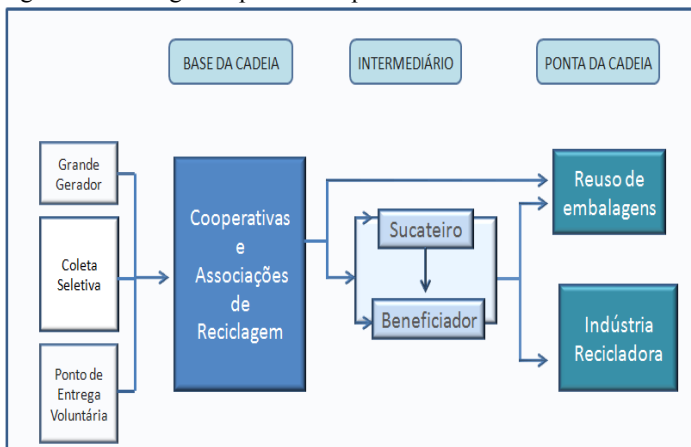 BASE DA CADEIA
INTERMEDIÁRIO
PONTA DA CADEIA
Grande
Gerador
Coleta
Seletiva
Ponto de
Entrega
Voluntária
Cooperativas
e
Associações
de
Reciclagem
Sucateiro
Beneficiador
Reuso de
embalagens
Indústria
Recicladora